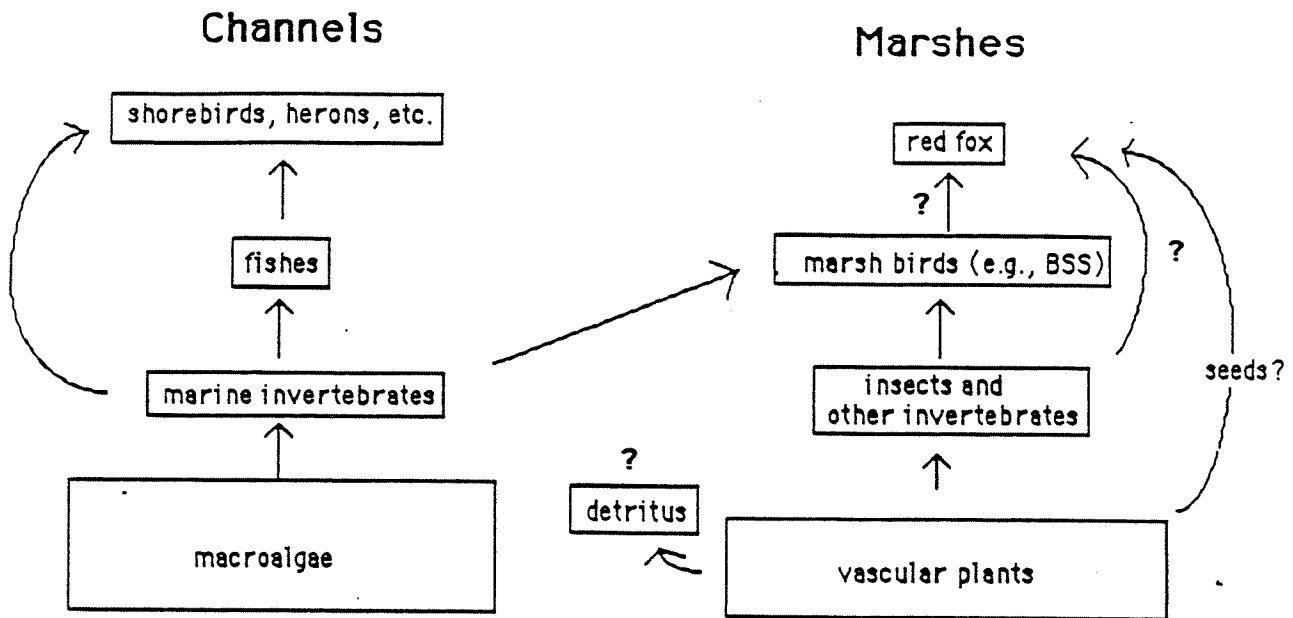 Channels
shorebirds, herons, etc.
fishes
marine invertebrates
macroalgae
Marshes
red fox
?
marsh birds (e.g., BSS)
?
insects and
other invertebrates
seeds?
?
detritus
vascular plants